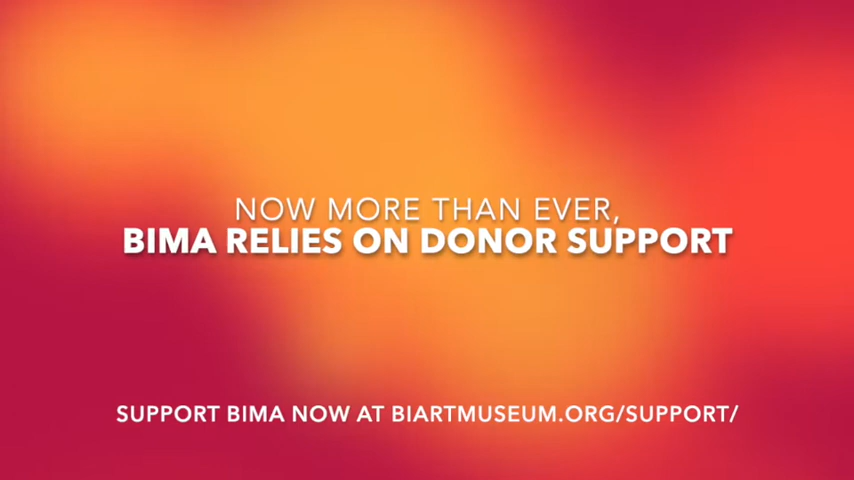 NOW MORE THAN EVER,
BIMA RELIES ON DONOR SUPPORT
SUPPORT BIMA NOW AT BIARTMUSEUM.ORG/SUPPORT/